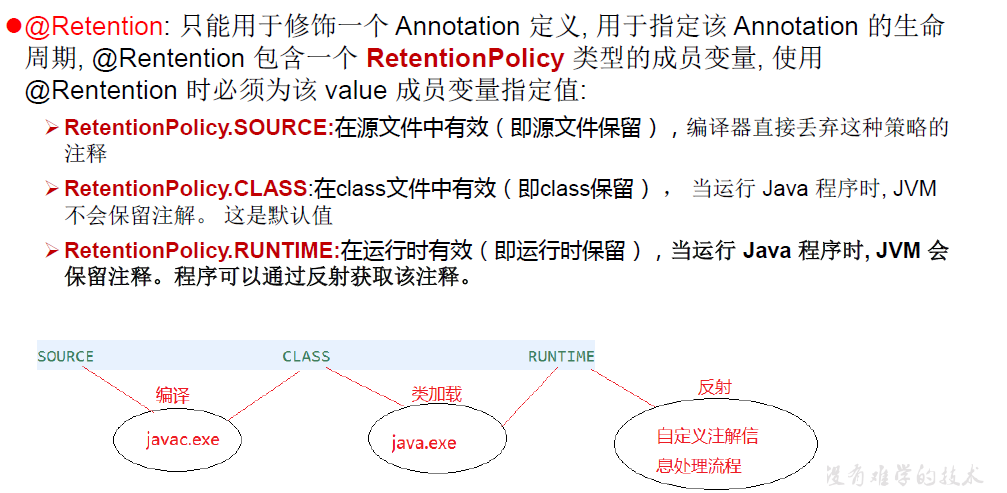 @Retention: 只能用于修饰一个 Annotation 定义, 用于指定该 Annotation 的生命
周期, @Rentention 包含一个 RetentionPolicy 类型的成员变量, 使用
@Rentention 时必须为该 value 成员变量指定值:
RetentionPolicy.SOURCE:在源文件中有效（即源文件保留）, 编译器直接丢弃这种策略的
注释
RetentionPolicy.CLASS:在class文件中有效（即class保留） , 当运行 Java 程序时, JVM
不会保留注解。 这是默认值
RetentionPolicy.RUNTIME:在运行时有效（即运行时保留）, 当运行 Java 程序时, JVM 会
保留注释。程序可以通过反射获取该注释。
SOURCE CLASS RUNTIME
编译 类加载 反射
javac.exe java.exe 自定义注解信
息处理流程
没有难学的技术